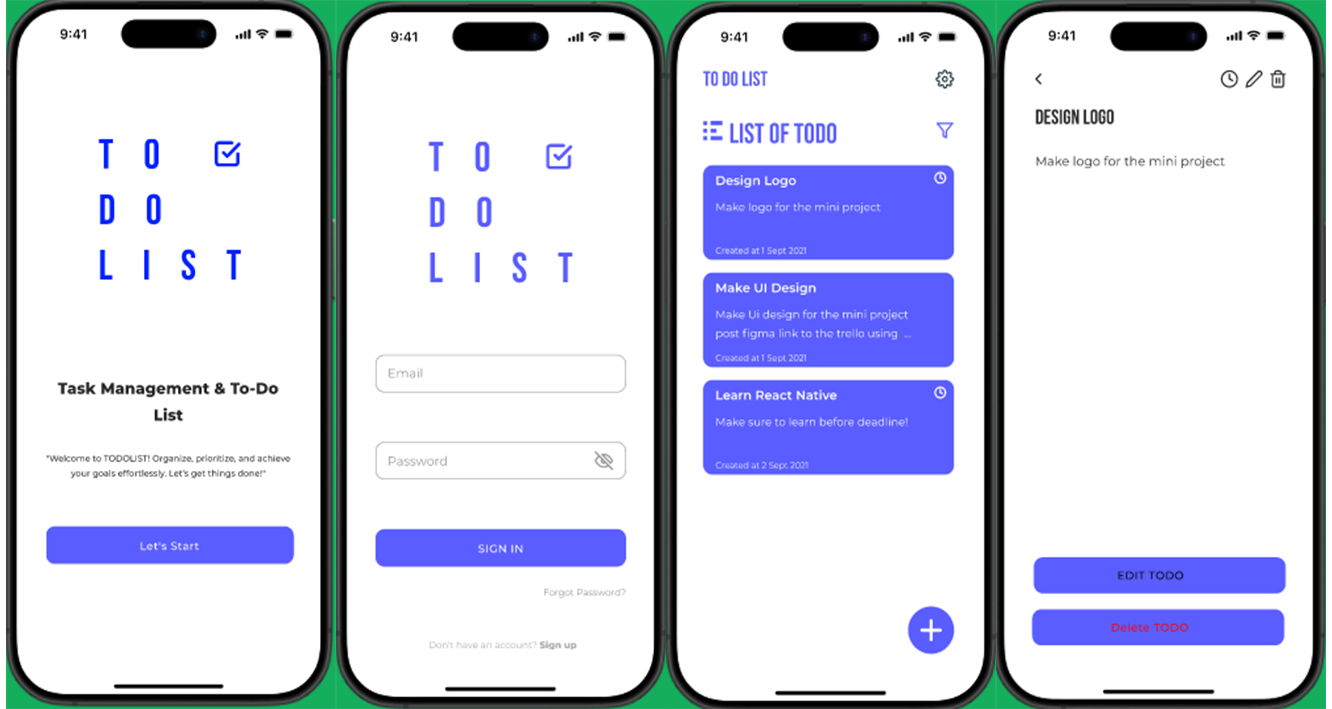 9:41
T O
D O
L I S T
Task Management & To-Do
List
"Welcome to TODOLIST! Organize, prioritize, and achieve
your goals effortlessly. Let's get things done!"
Let's Start
9:41
T O
D O
L I S T
Email
Password
SIGN IN
Forgot Password?
Don't have an account? Sign up
9:41
TO DO LIST
LIST OF TODO
Design Logo
Make logo for the mini project
Created at 1 Sept 2021
Make UI Design
Make Ui design for the mini project
post figma link to the trello using ...
Created at 1 Sept 2021
Learn React Native
Make sure to learn before deadline!
Created at 2 Sept 2021
9:41
DESIGN LOGO
Make logo for the mini project
EDIT TODO
Delete TODO